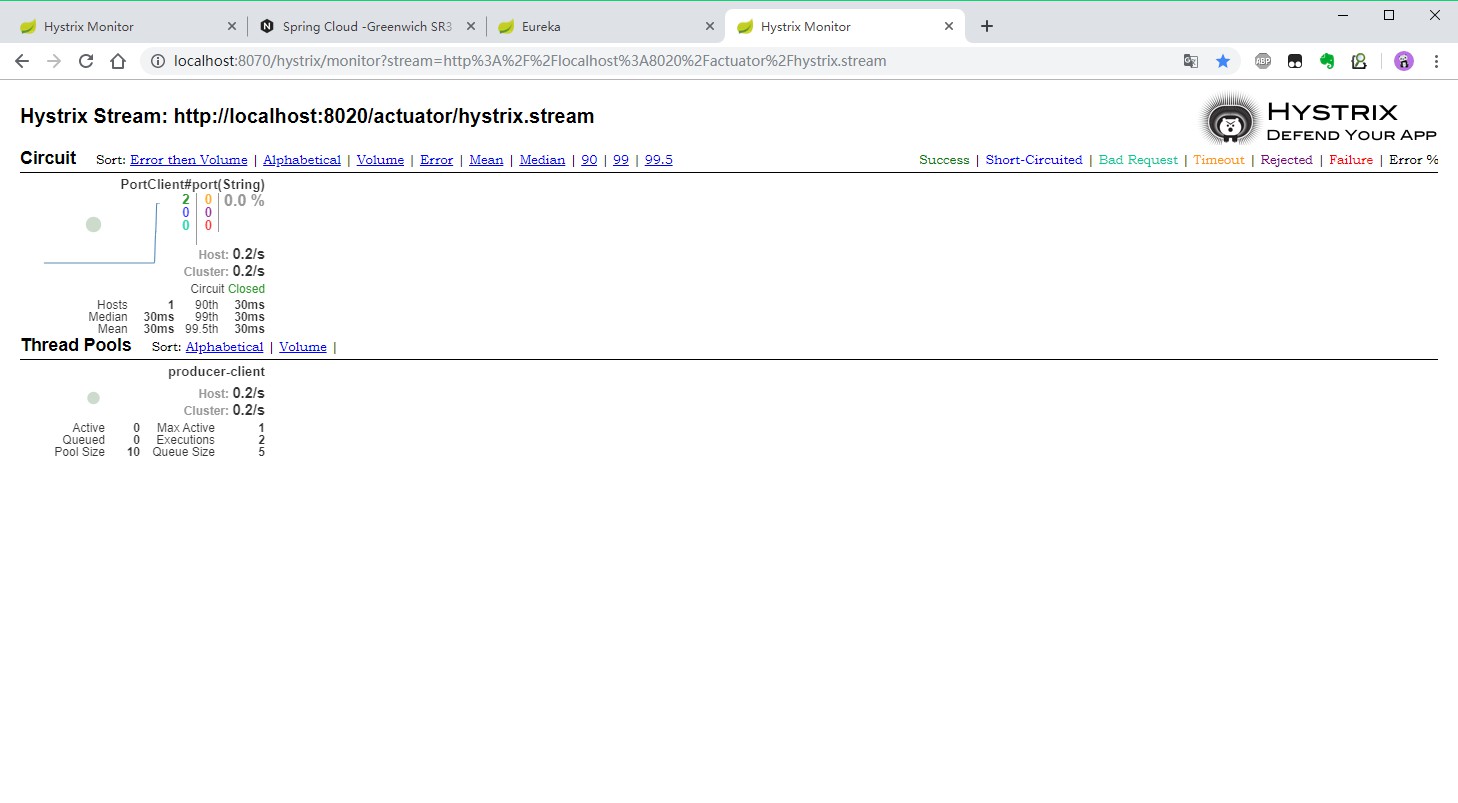 Hystrix Monitor
Spring Cloud -Greenwich SR3
Eureka
Hystrix Monitor
localhost:8070/hystrix/monitor?stream=http%3A%2F%2Flocalhost%3A8020%2Factuator%2Fhystrix.stream
ABP
Hystrix Stream: http://localhost:8020/actuator/hystrix.stream
HYSTRIX
DEFEND YOUR APP
Circuit Sort: Error then Volume | Alphabetical | Volume | Error | Mean | Median | 90 | 99 | 99.5
Success | Short-Circuited | Bad Request | Timeout | Rejected | Failure | Error %
PortClient#port(String)
2 0 0.0 %
0 0
0 0
Host: 0.2/s
Cluster: 0.2/s
Circuit Closed
Hosts 1 90th 30ms
Median 30ms 99th 30ms
Mean 30ms 99.5th 30ms
Thread Pools Sort: Alphabetical | Volume |
producer-client
Host: 0.2/s
Cluster: 0.2/s
Active 0 Max Active 1
Queued 0 Executions 2
Pool Size 10 Queue Size 5